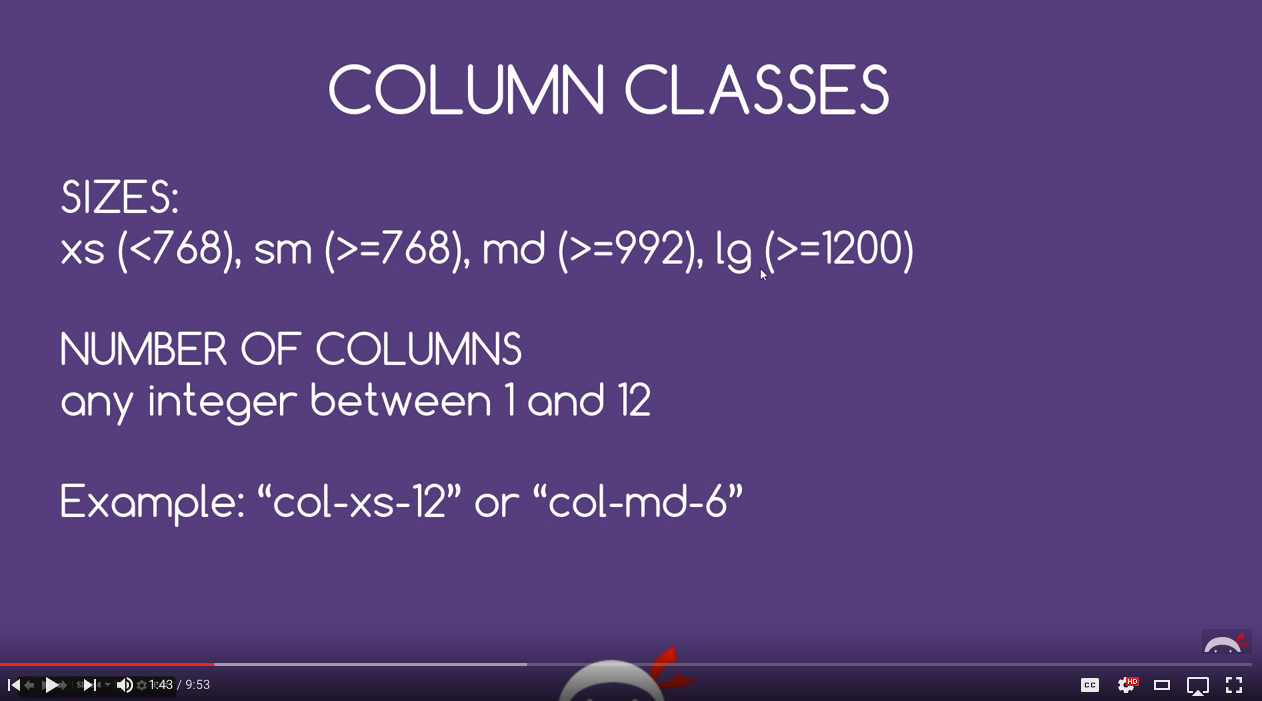 COLUMN CLASSES
SIZES:
xs (<768), sm (>=768), md (>=992), lg (>=1200)
NUMBER OF COLUMNS
any integer between 1 and 12
Example: “col-xs-12” or “col-md-6”
1:43 / 9:53
CC
HD